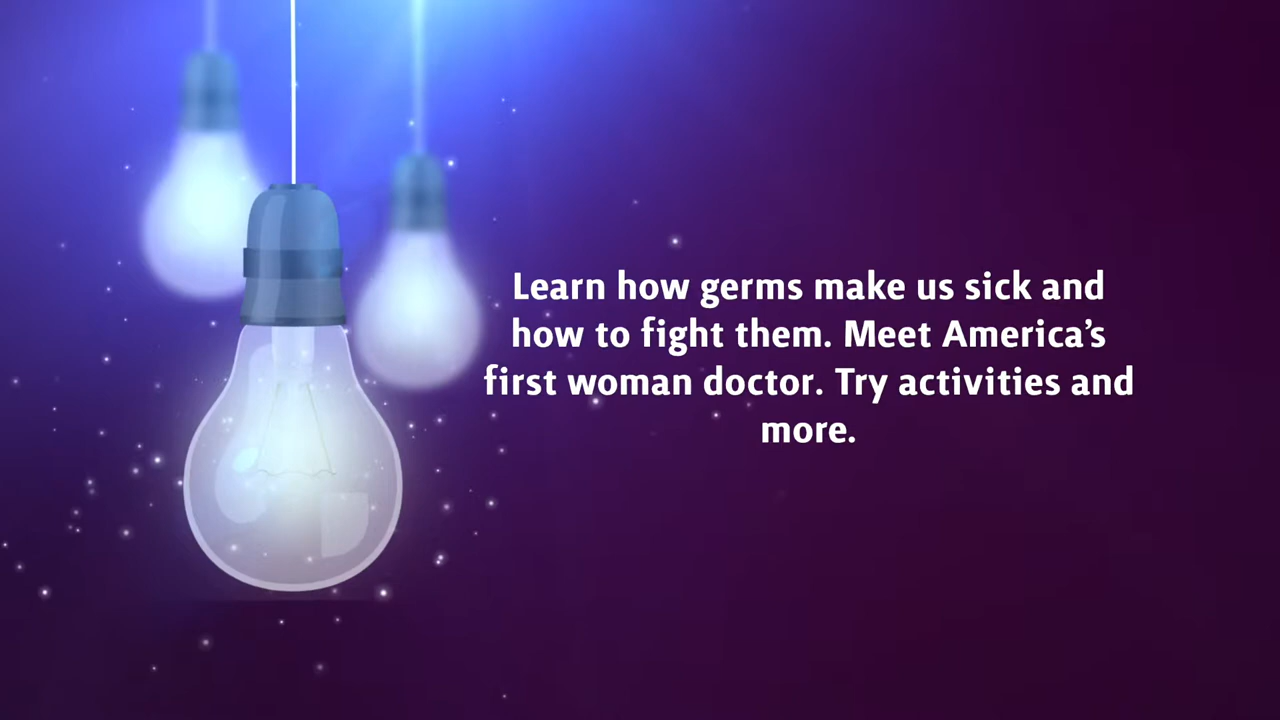 Learn how germs make us sick and
how to fight them. Meet America’s
first woman doctor. Try activities and
more.